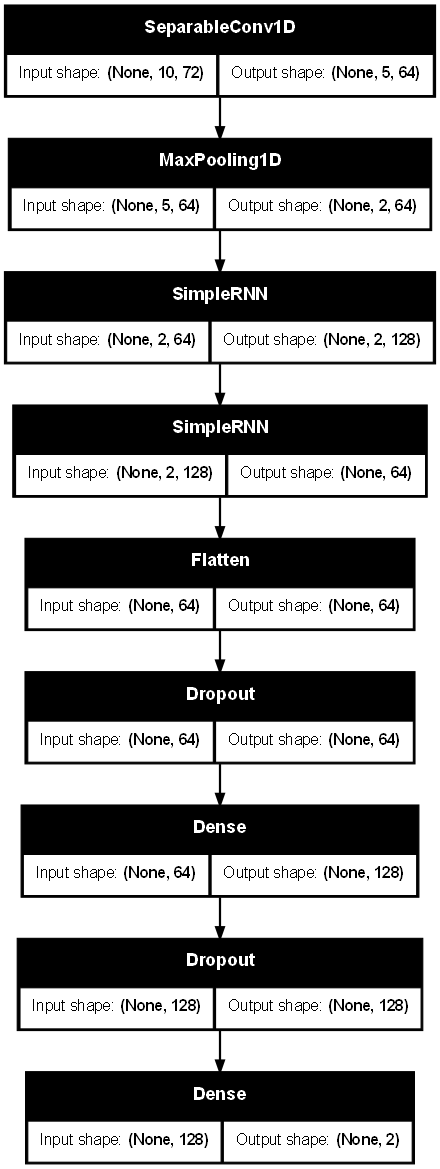 SeparableConv1D
Input shape: (None, 10, 72) Output shape: (None, 5, 64)
MaxPooling1D
Input shape: (None, 5, 64) Output shape: (None, 2, 64)
SimpleRNN
Input shape: (None, 2, 64) Output shape: (None, 2, 128)
SimpleRNN
Input shape: (None, 2, 128) Output shape: (None, 64)
Flatten
Input shape: (None, 64) Output shape: (None, 64)
Dropout
Input shape: (None, 64) Output shape: (None, 64)
Dense
Input shape: (None, 64) Output shape: (None, 128)
Dropout
Input shape: (None, 128) Output shape: (None, 128)
Dense
Input shape: (None, 128) Output shape: (None, 2)